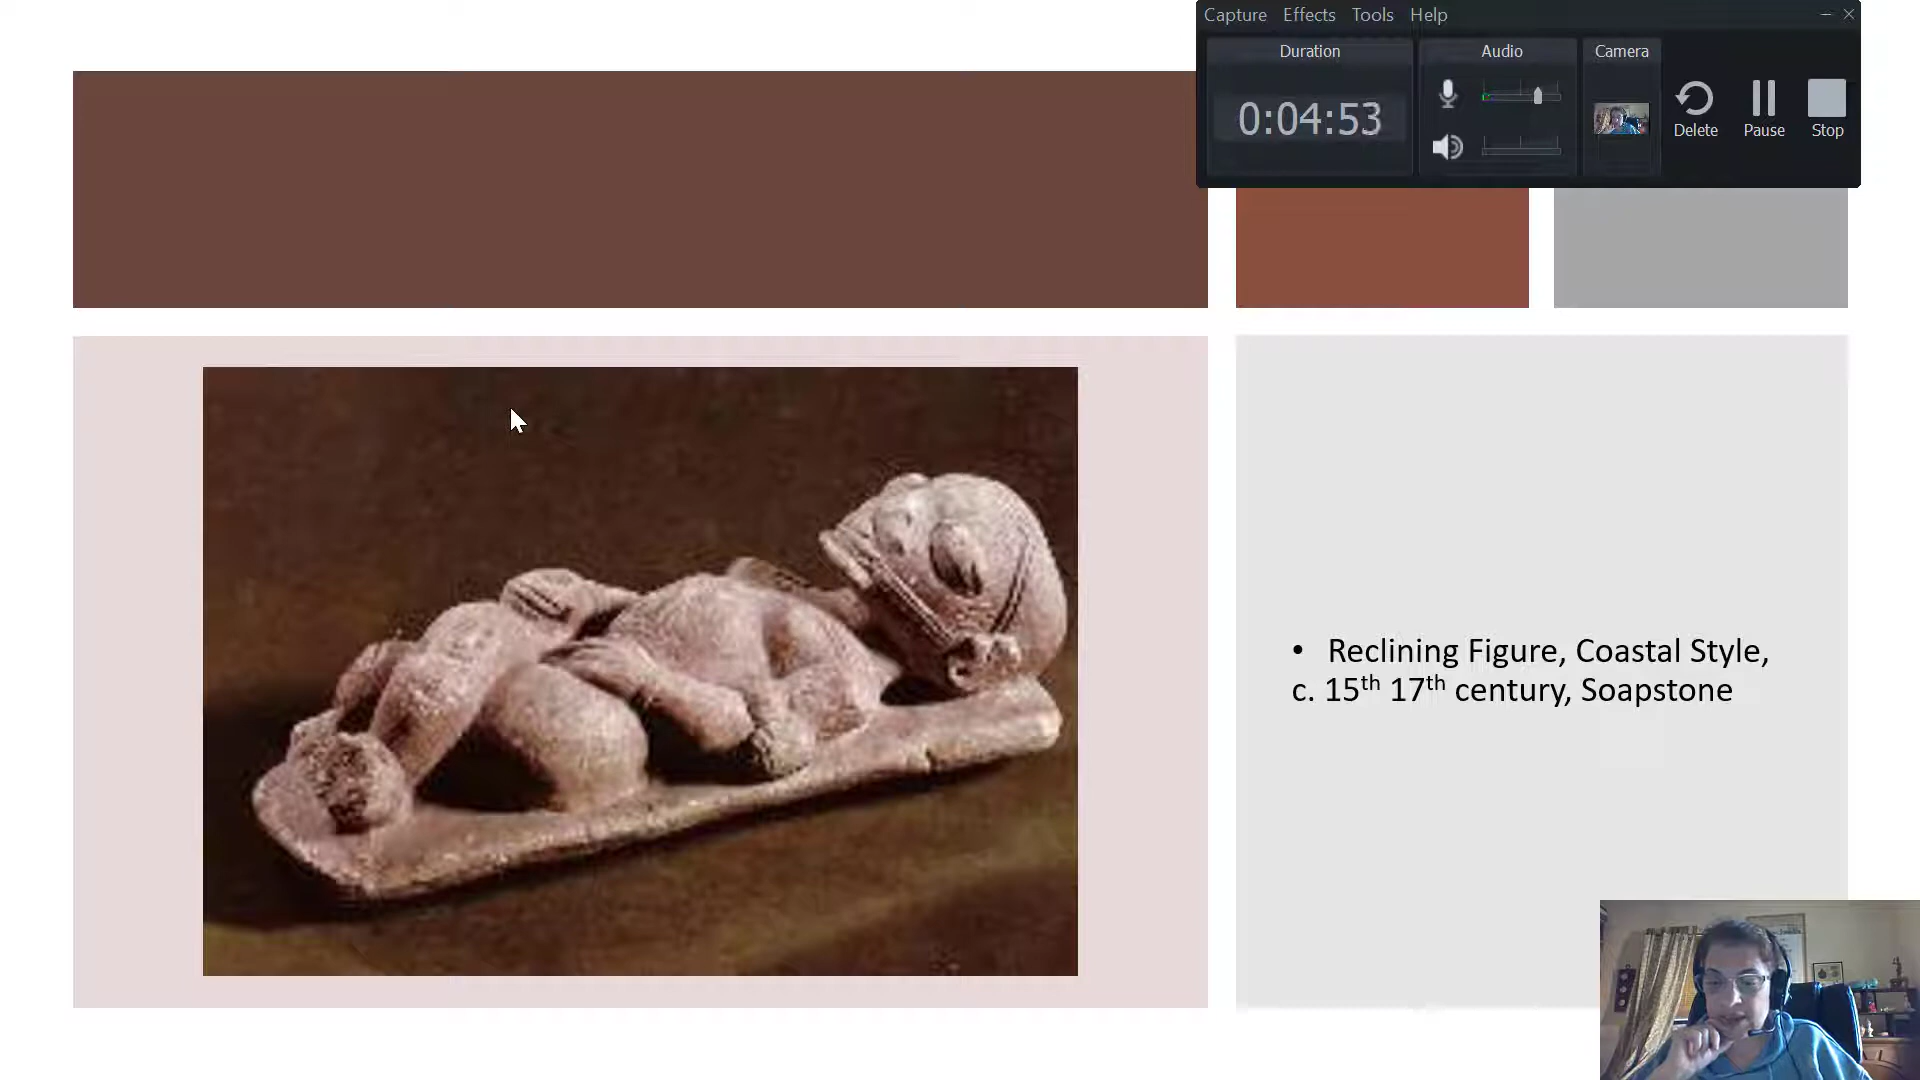 Capture Effects Tools Help
Duration
Audio
Camera
0:04:53
Delete
Pause
Stop
• Reclining Figure, Coastal Style,
c. 15th 17th century, Soapstone